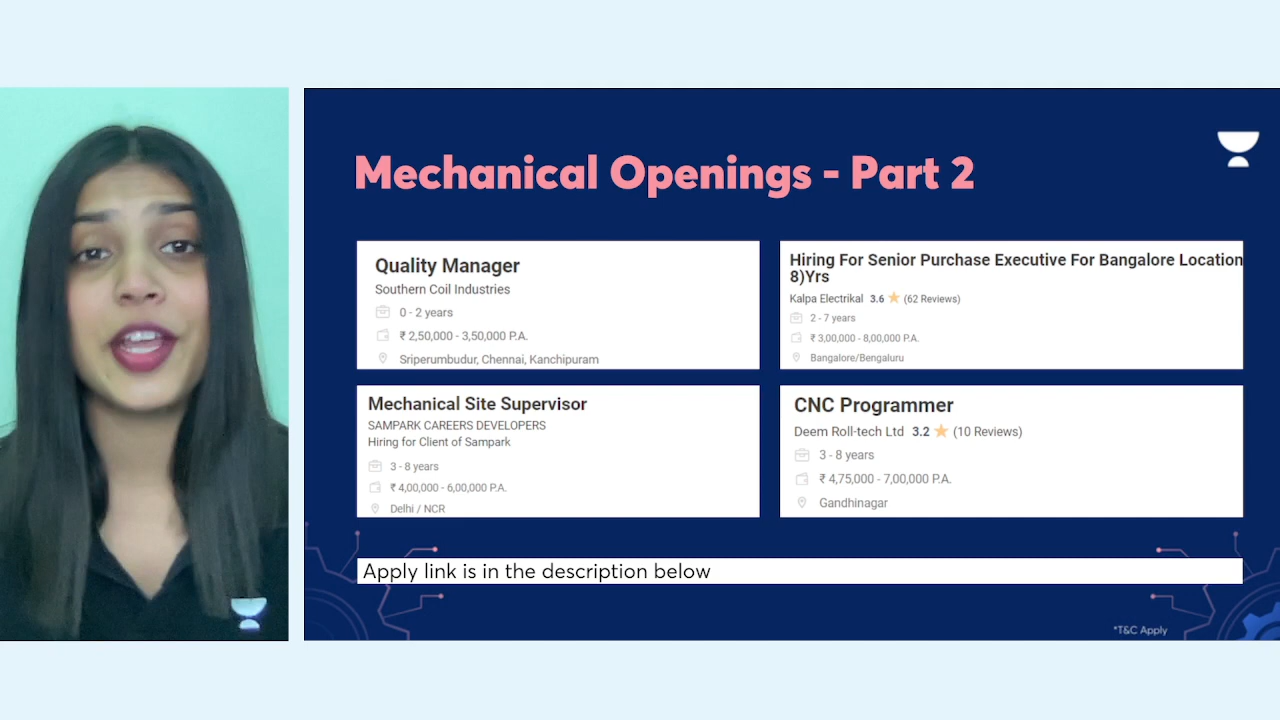 Mechanical Openings - Part 2
Quality Manager
Southern Coil Industries
0 - 2 years
₹ 2,50,000 - 3,50,000 P.A.
Sriperumbudur, Chennai, Kanchipuram
Hiring For Senior Purchase Executive For Bangalore Location
8)Yrs
Kalpa Electrikal 3.6 ★ (62 Reviews)
2 - 7 years
₹ 3,00,000 - 8,00,000 P.A.
Bangalore/Bengaluru
Mechanical Site Supervisor
SAMPARK CAREERS DEVELOPERS
Hiring for Client of Sampark
3 - 8 years
₹ 4,00,000 - 6,00,000 P.A.
Delhi / NCR
CNC Programmer
Deem Roll-tech Ltd 3.2 ★ (10 Reviews)
3 - 8 years
₹ 4,75,000 - 7,00,000 P.A.
Gandhinagar
Apply link is in the description below
*T&C Apply